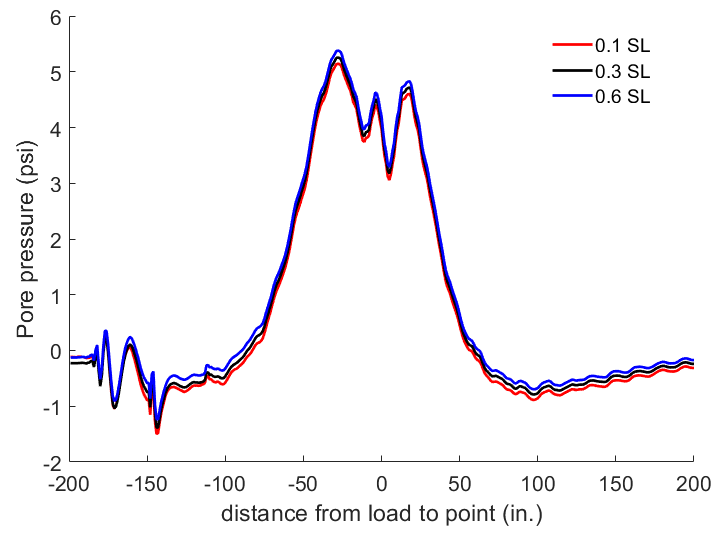 6
5
4
3
2
1
0
-1
-2
Pore pressure (psi)
0.1 SL
0.3 SL
0.6 SL
-200 -150 -100 -50 0 50 100 150 200
distance from load to point (in.)